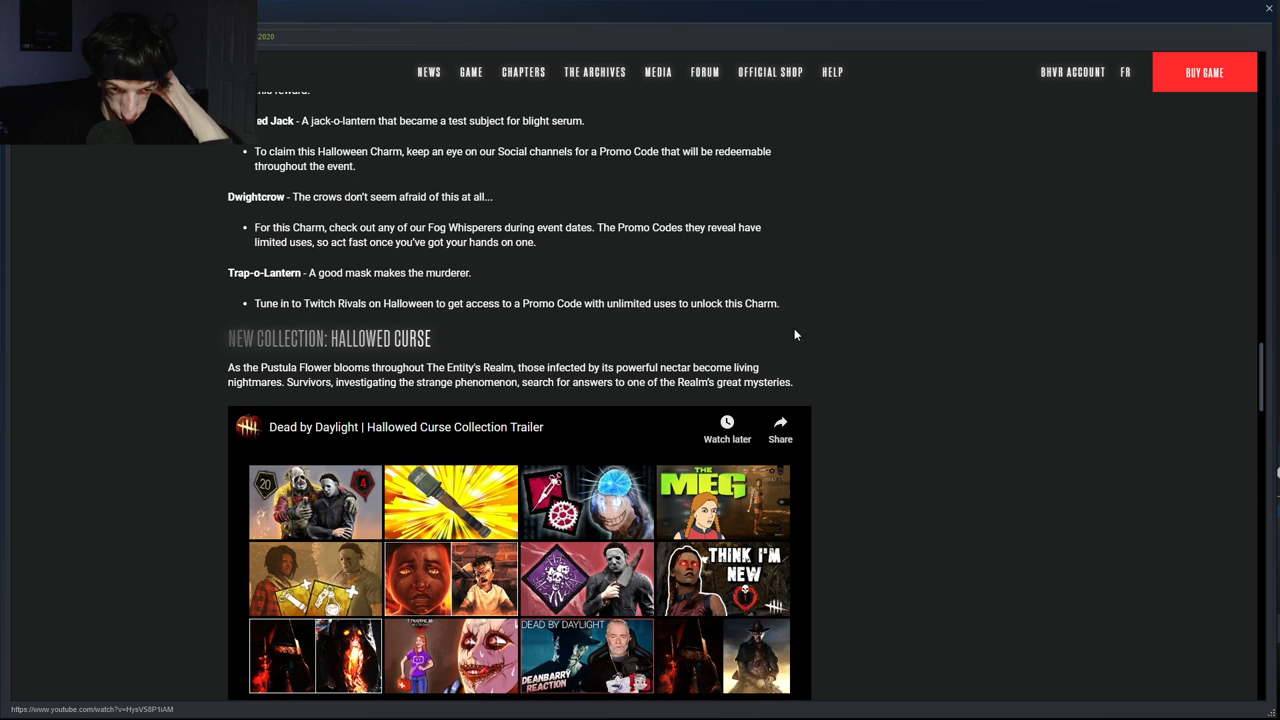 -2020
NEWS GAME CHAPTERS THE ARCHIVES MEDIA FORUM OFFICIAL SHOP HELP BHVR ACCOUNT FR BUY GAME
this reward.
ed Jack - A jack-o-lantern that became a test subject for blight serum.
• To claim this Halloween Charm, keep an eye on our Social channels for a Promo Code that will be redeemable
throughout the event.
Dwightcrow - The crows don’t seem afraid of this at all...
• For this Charm, check out any of our Fog Whisperers during event dates. The Promo Codes they reveal have
limited uses, so act fast once you’ve got your hands on one.
Trap-o-Lantern - A good mask makes the murderer.
• Tune in to Twitch Rivals on Halloween to get access to a Promo Code with unlimited uses to unlock this Charm.
NEW COLLECTION: HALLOWED CURSE
As the Pustula Flower blooms throughout The Entity's Realm, those infected by its powerful nectar become living
nightmares. Survivors, investigating the strange phenomenon, search for answers to one of the Realm’s great mysteries.
Dead by Daylight | Hallowed Curse Collection Trailer
Watch later Share
20 4
THE
MEG
THINK I'M
NEW
DEAD BY DAYLIGHT
DEANBARRY
REACTION
https://www.youtube.com/watch?v=HysV58P1iAM